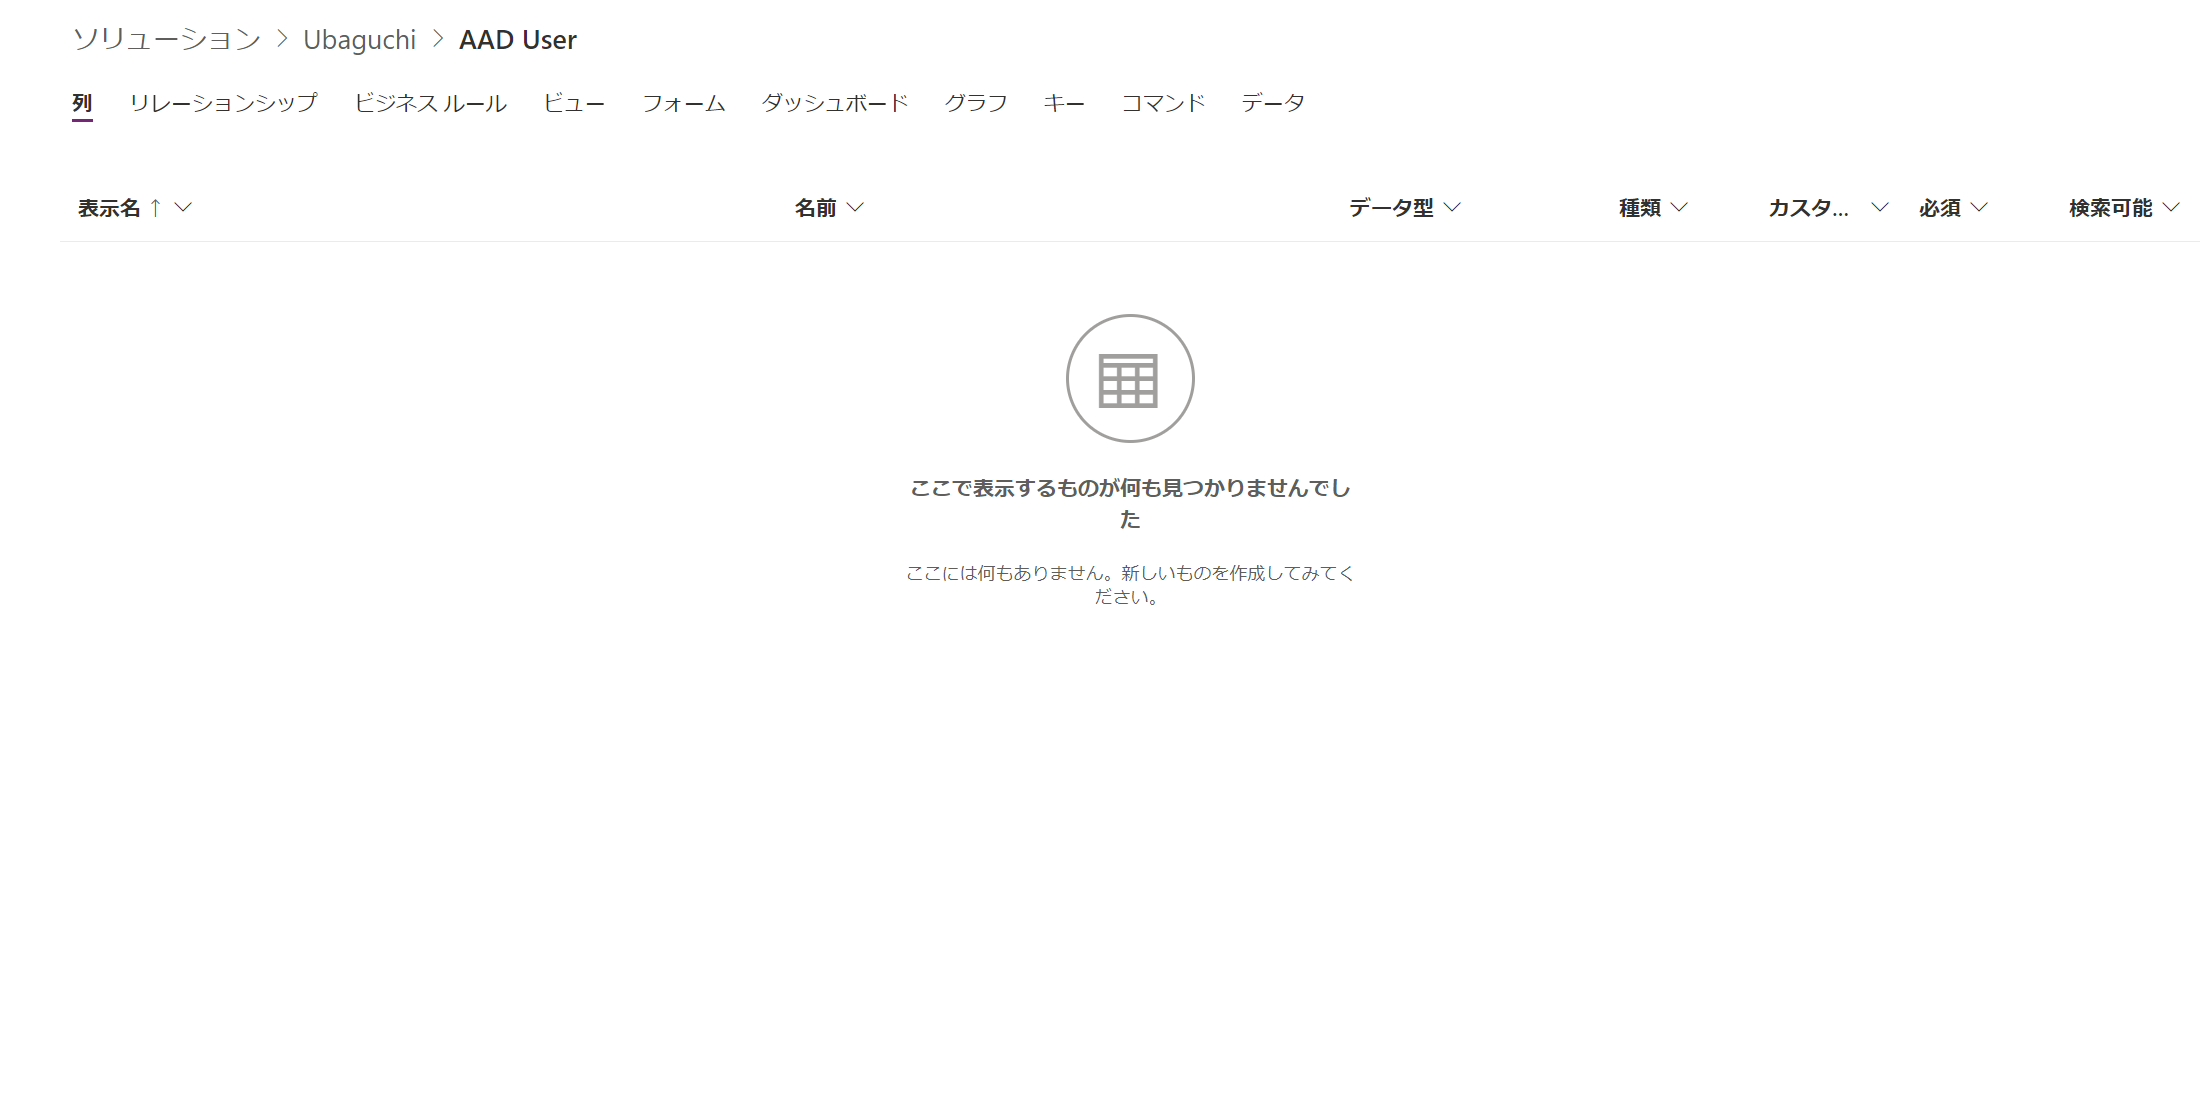 ソリューション > Ubaguchi > AAD User
列 リレーションシップ ビジネス ルール ビュー フォーム ダッシュボード グラフ キー コマンド データ
表示名 ↑ 名前 データ型 種類 カスタ... 必須 検索可能
ここで表示するものが何も見つかりませんでし
た
ここには何もありません。新しいものを作成してみてく
ださい。